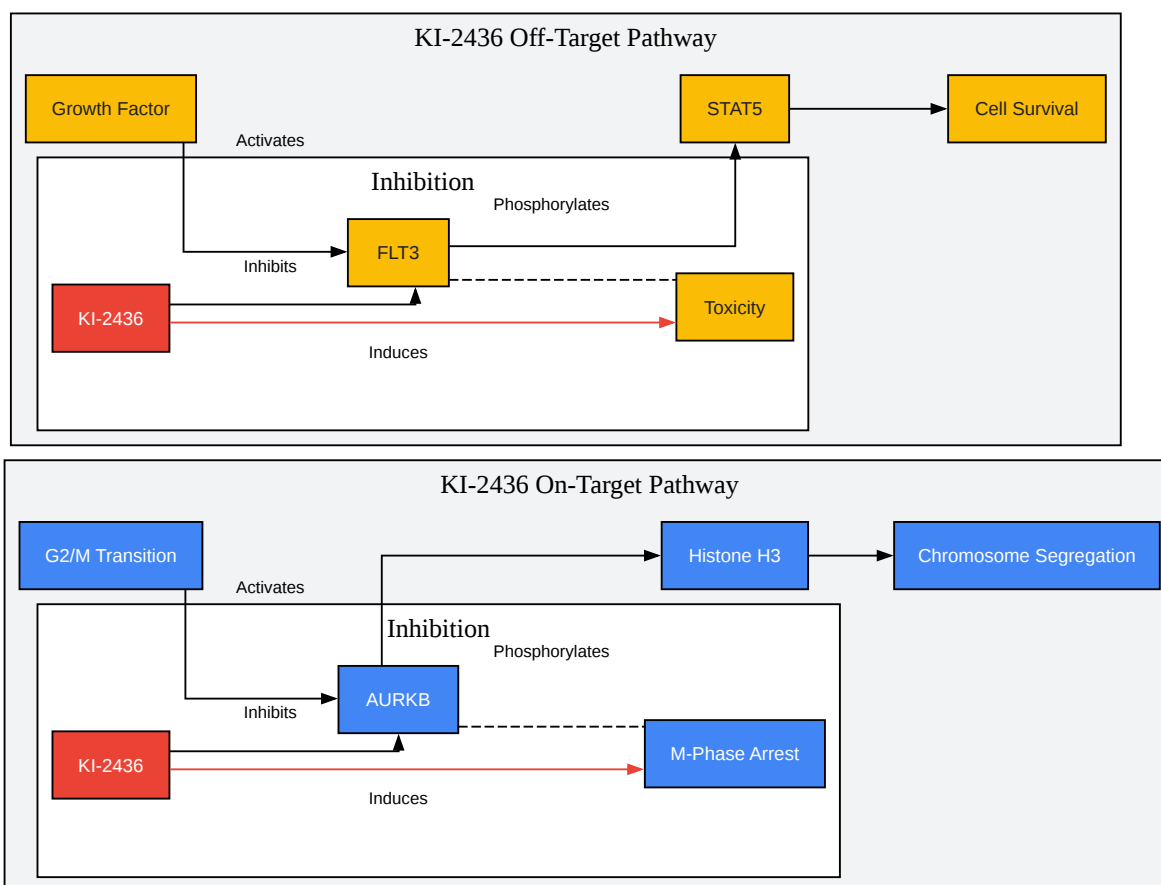 KI-2436 Off-Target Pathway
Growth Factor
STAT5
Cell Survival
Activates
Inhibition
Phosphorylates
FLT3
Inhibits
KI-2436
Toxicity
Induces
KI-2436 On-Target Pathway
G2/M Transition
Histone H3
Chromosome Segregation
Activates
Inhibition
Phosphorylates
AURKB
Inhibits
KI-2436
M-Phase Arrest
Induces